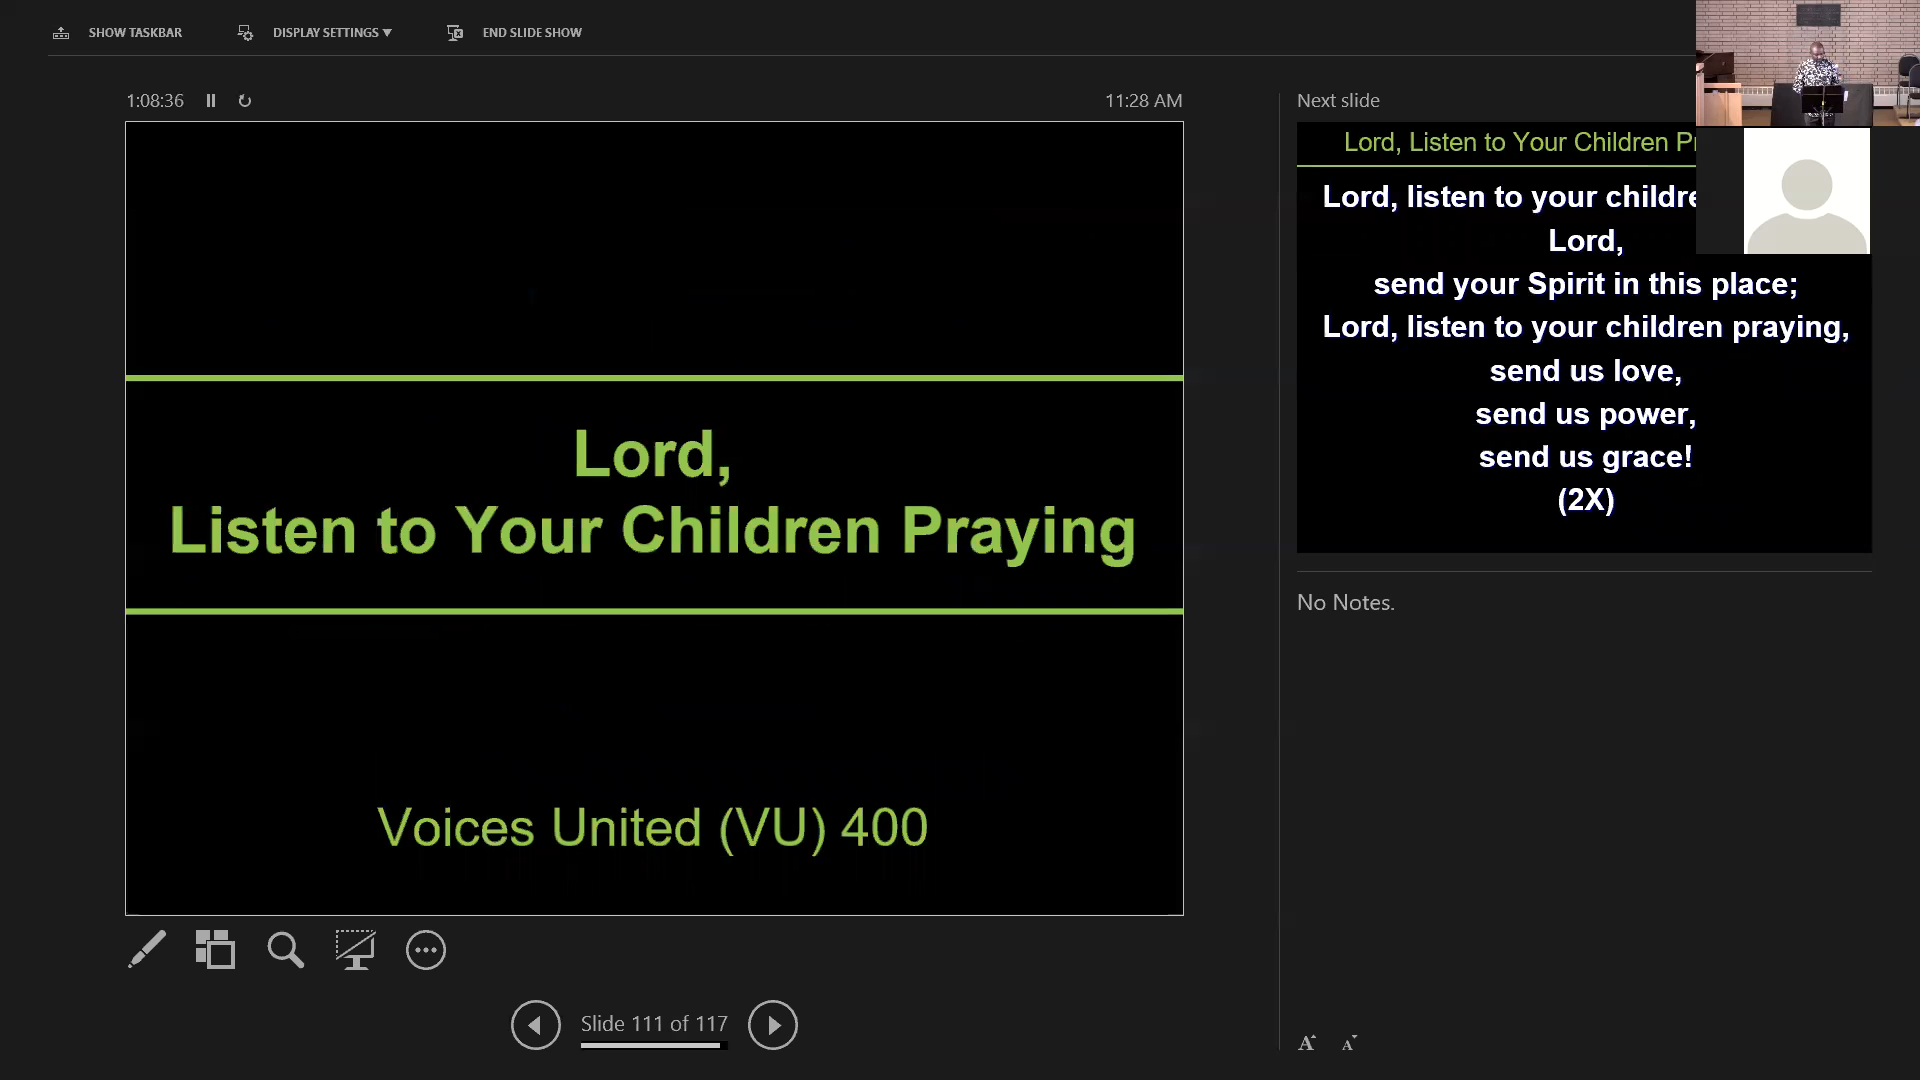 SHOW TASKBAR
DISPLAY SETTINGS ▼
END SLIDE SHOW
1:08:36
11:28 AM
Lord,
Listen to Your Children Praying
Voices United (VU) 400
Slide 111 of 117
Next slide
Lord, Listen to Your Children
Lord, listen to your
Lord,
send your Spirit in this place;
Lord, listen to your children praying,
send us love,
send us power,
send us grace!
(2X)
No Notes.
A A